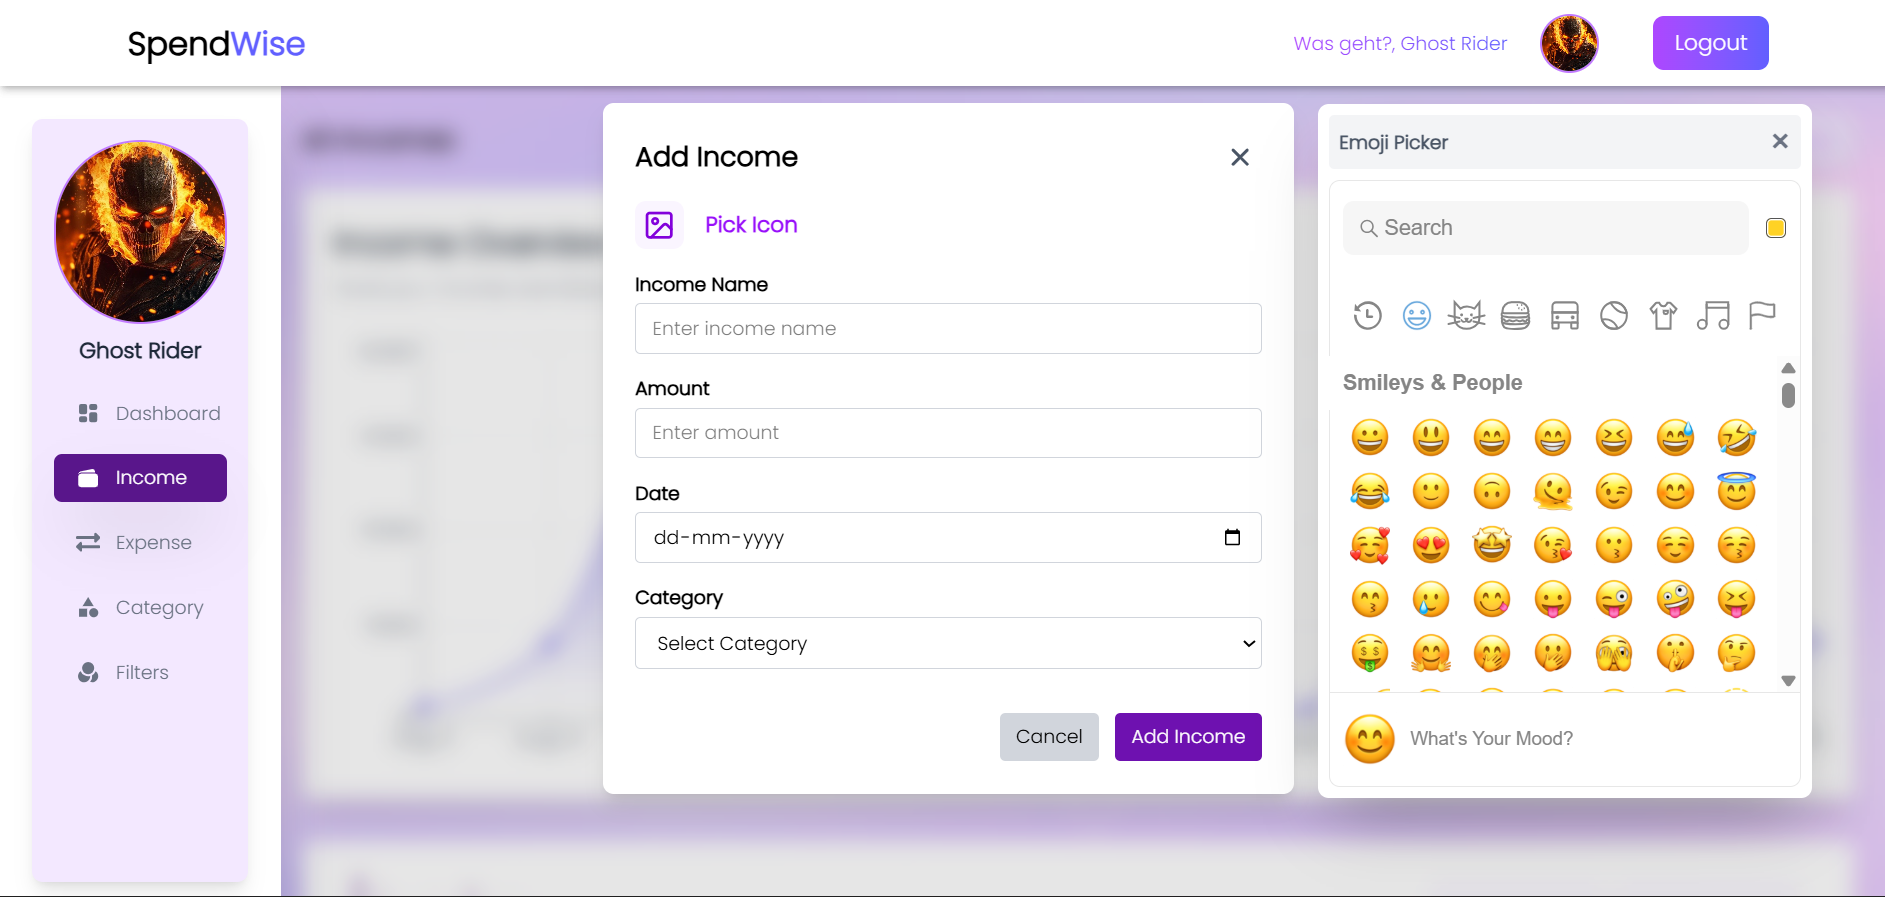 SpendWise
Was geht?, Ghost Rider
Logout
Ghost Rider
Dashboard
Income
Expense
Category
Filters
Add Income
Pick Icon
Income Name
Enter income name
Amount
Enter amount
Date
dd-mm-yyyy
Category
Select Category
Cancel
Add Income
Emoji Picker
Search
Smileys & People
What's Your Mood?